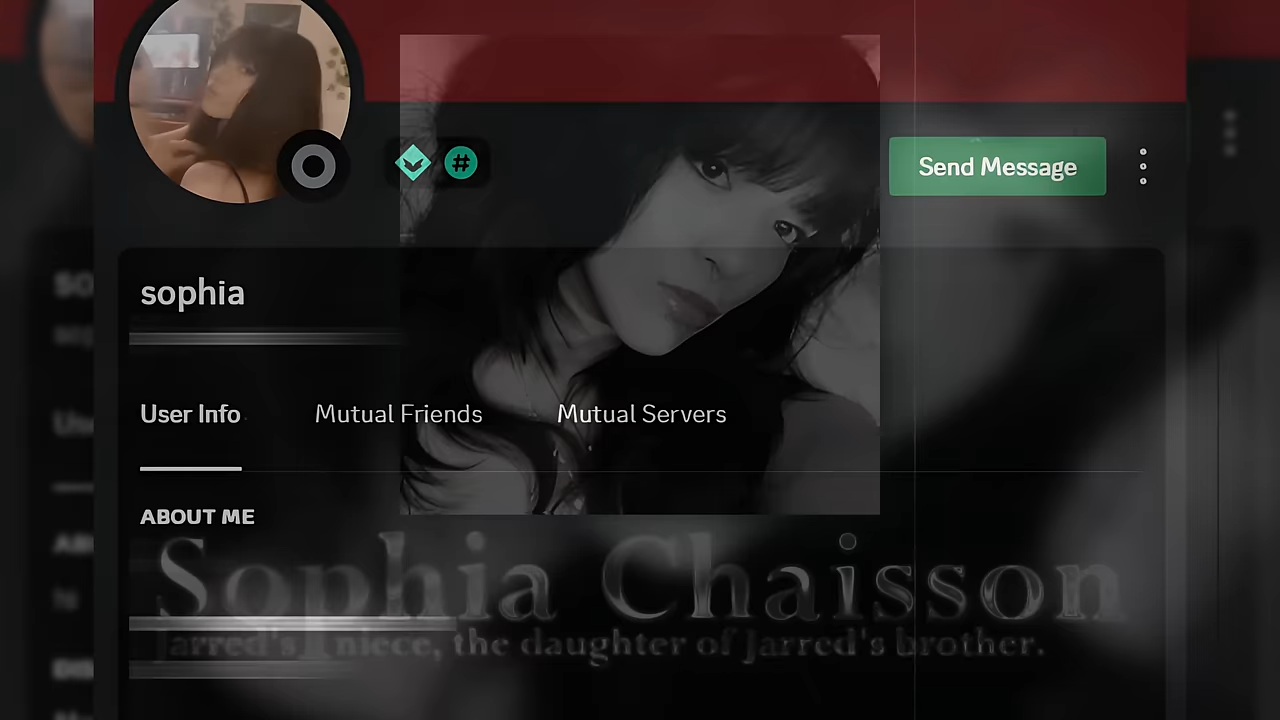 Send Message
sophia
User Info
Mutual Friends
Mutual Servers
ABOUT ME
Sophia Chaisson
Jarred's niece, the daughter of Jarred's brother.